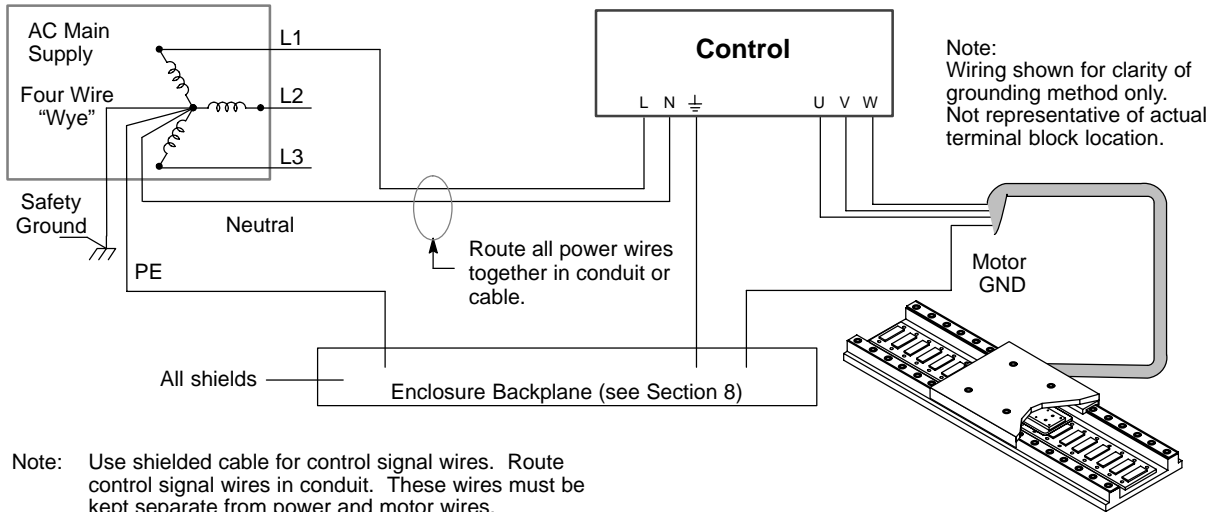 AC Main
Supply
Four Wire
“Wye”
L1
L2
L3
Safety
Ground
PE
Neutral
Route all power wires
together in conduit or
cable.
Control
L N
U V W
Note:
Wiring shown for clarity of
grounding method only.
Not representative of actual
terminal block location.
Motor
GND
All shields
Enclosure Backplane (see Section 8)
Note: Use shielded cable for control signal wires. Route
control signal wires in conduit. These wires must be
kept separate from power and motor wires.